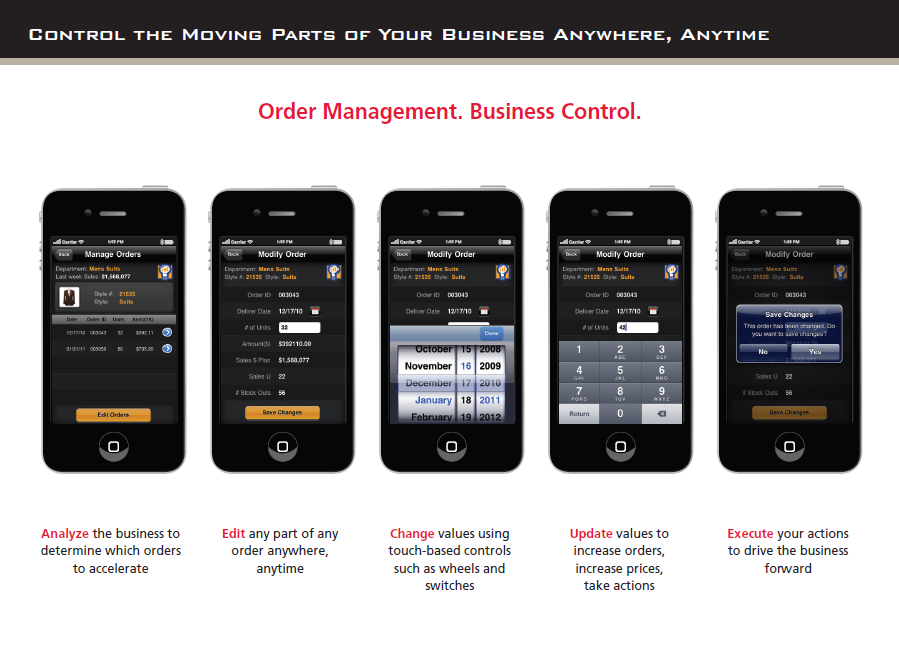 Control the Moving Parts of Your Business Anywhere, Anytime
Order Management. Business Control.
Carrier 1:55 PM
Back Manage Orders
Department: Mens Suits
Last week Sales: $1,568,077
Style #: 21535
Style: Suits
Date Order ID Units
12/17/10 003043 32 $392.11
01/21/11 003058 60 $735.20
Edit Orders
Carrier 1:55 PM
Back Modify Order
Department: Mens Suits
Style #: 21535 Style: Suits
Order ID 003043
Deliver Date 12/17/10
# of Units 32
Amount($) $392110.00
Sales $ Plan $1,568,077
Sales U 22
# Stock Outs 56
Save Changes
Carrier 1:55 PM
Back Modify Order
Department: Mens Suits
Style #: 21535 Style: Suits
Order ID 003043
Deliver Date 12/17/10
Done
October 15 2008
November 16 2009
December 17 2010
January 18 2011
February 19 2012
Carrier 1:55 PM
Back Modify Order
Department: Mens Suits
Style #: 21535 Style: Suits
Order ID 003043
Deliver Date 12/17/10
# of Units 42
1 2 3
ABC DEF
4 5 6
GHI JKL MNO
7 8 9
PQRS TUV WXYZ
Return 0
Carrier 1:55 PM
Back Modify Order
Department: Mens Suits
Style #: 21535 Style: Suits
Order ID 003043
Save Changes
This order has been changed. Do
you want to save changes?
No Yes
Sales U 22
# Stock Outs 56
Save Changes
Analyze the business to
determine which orders
to accelerate
Edit any part of any
order anywhere,
anytime
Change values using
touch-based controls
such as wheels and
switches
Update values to
increase orders,
increase prices,
take actions
Execute your actions
to drive the business
forward